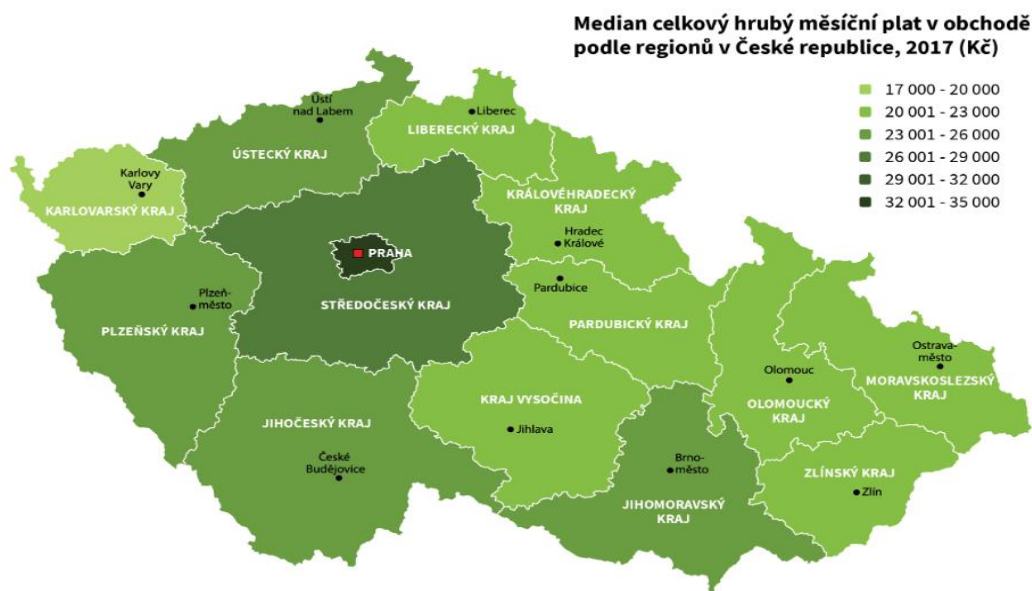 Median celkový hrubý měsíční plat v obchodě
podle regionů v České republice, 2017 (Kč)
17 000 - 20 000
20 001 - 23 000
23 001 - 26 000
26 001 - 29 000
29 001 - 32 000
32 001 - 35 000
Ústí
nad Labem
ÚSTECKÝ KRAJ
Liberec
LIBERECKÝ KRAJ
Karlovy
Vary
KARLOVARSKÝ KRAJ
KRÁLOVÉHRADECKÝ
KRAJ
Hradec
Králové
PRAHA
STŘEDOČESKÝ KRAJ
Plzeň-
město
PLZEŇSKÝ KRAJ
Pardubice
PARDUBICKÝ KRAJ
Ostrava-
město
MORAVSKOSLEZSKÝ
KRAJ
Olomouc
OLOMOUCKÝ
KRAJ
KRAJ VYSOČINA
Jihlava
JIHOČESKÝ KRAJ
České
Budějovice
Brno-
město
JIHOMORAVSKÝ
KRAJ
ZLÍNSKÝ KRAJ
Zlín